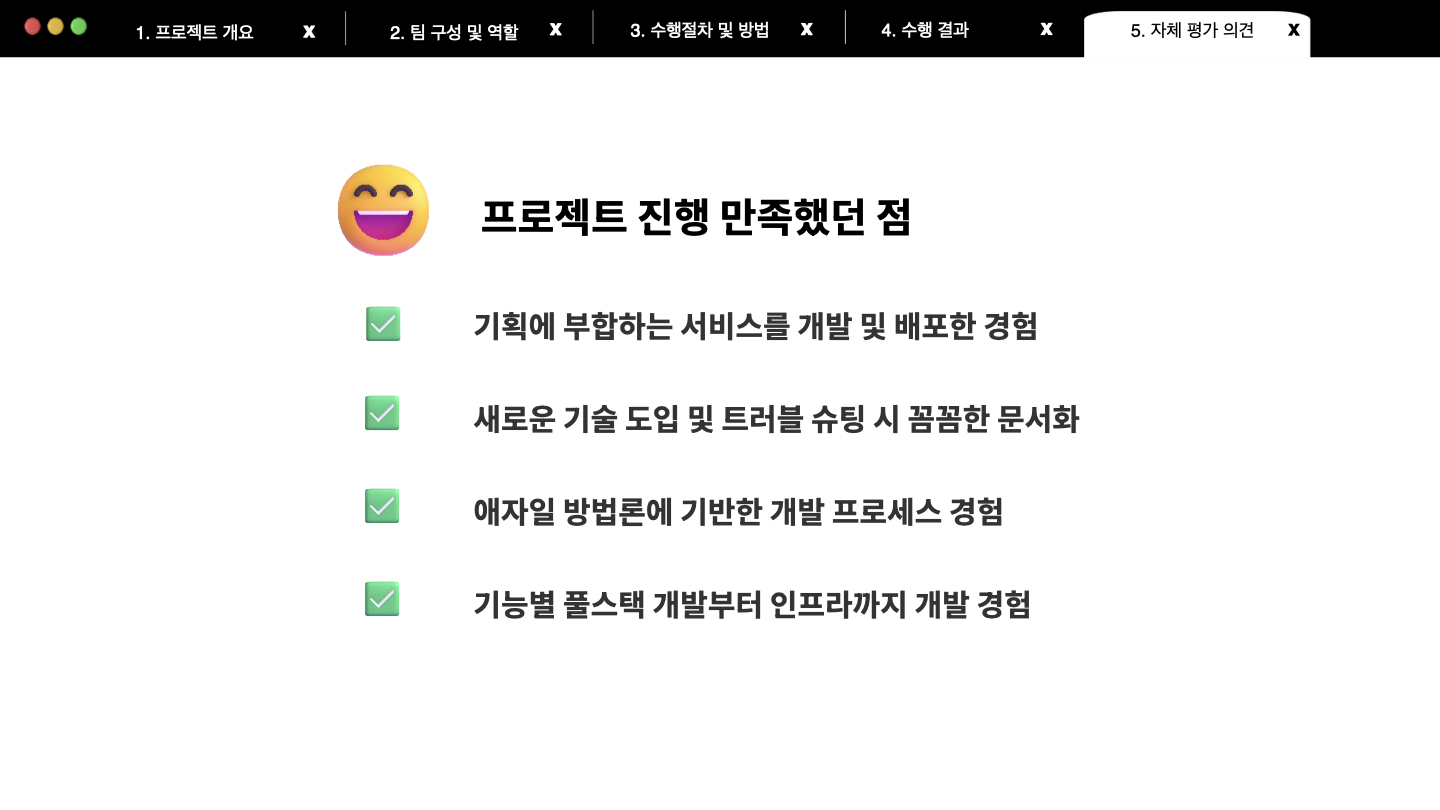 1. 프로젝트 개요 X
2. 팀 구성 및 역할 X
3. 수행절차 및 방법 X
4. 수행 결과 X
5. 자체 평가 의견 X
프로젝트 진행 만족했던 점
기획에 부합하는 서비스를 개발 및 배포한 경험
새로운 기술 도입 및 트러블 슈팅 시 꼼꼼한 문서화
애자일 방법론에 기반한 개발 프로세스 경험
기능별 풀스택 개발부터 인프라까지 개발 경험